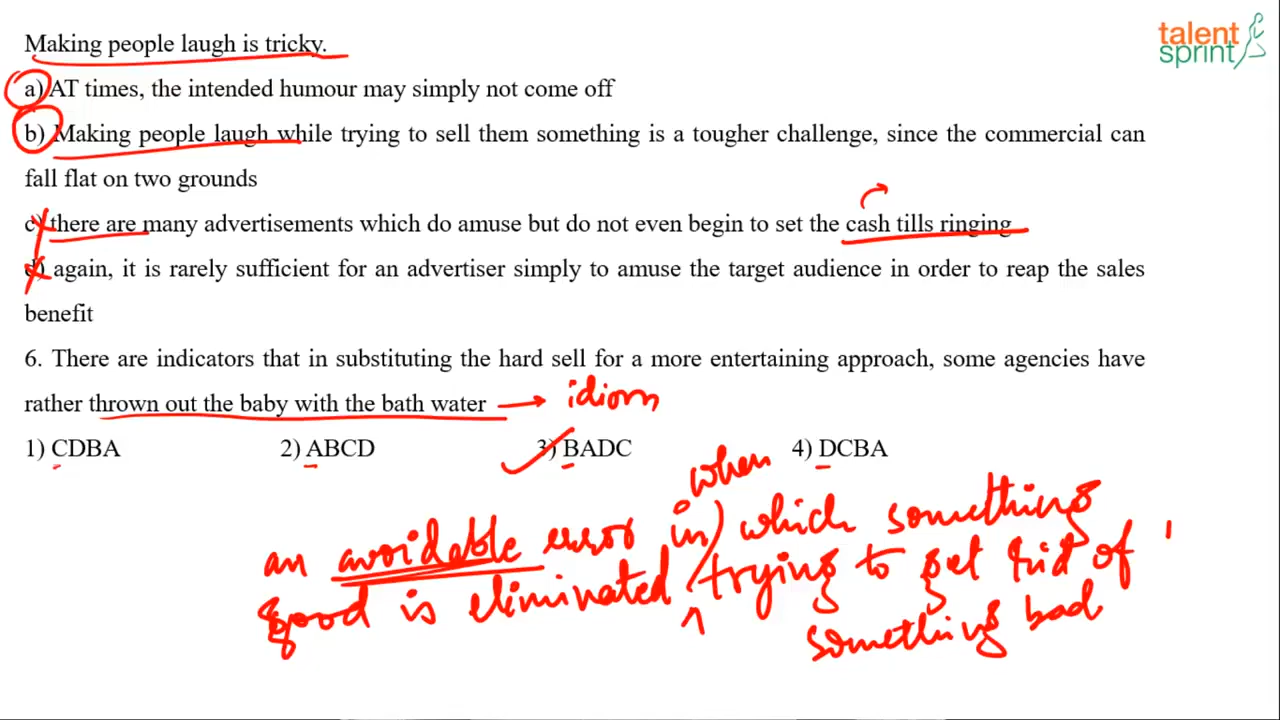 talent
sprint
Making people laugh is tricky.
a) AT times, the intended humour may simply not come off
b) Making people laugh while trying to sell them something is a tougher challenge, since the commercial can
fall flat on two grounds
c) there are many advertisements which do amuse but do not even begin to set the cash tills ringing
d) again, it is rarely sufficient for an advertiser simply to amuse the target audience in order to reap the sales
benefit
6. There are indicators that in substituting the hard sell for a more entertaining approach, some agencies have
rather thrown out the baby with the bath water → idiom
1) CDBA 2) ABCD 3) BADC 4) DCBA
when
an avoidable error in) which something
good is eliminated ^ trying to get rid of
something bad